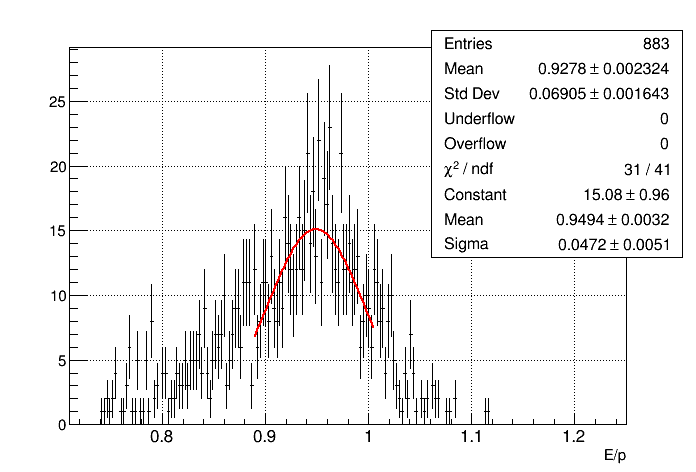 Entries 883
Mean 0.9278 ± 0.002324
Std Dev 0.06905 ± 0.001643
Underflow 0
Overflow 0
χ² / ndf 31 / 41
Constant 15.08 ± 0.96
Mean 0.9494 ± 0.0032
Sigma 0.0472 ± 0.0051
25
20
15
10
5
0
0.8 0.9 1 1.1 1.2
E/p